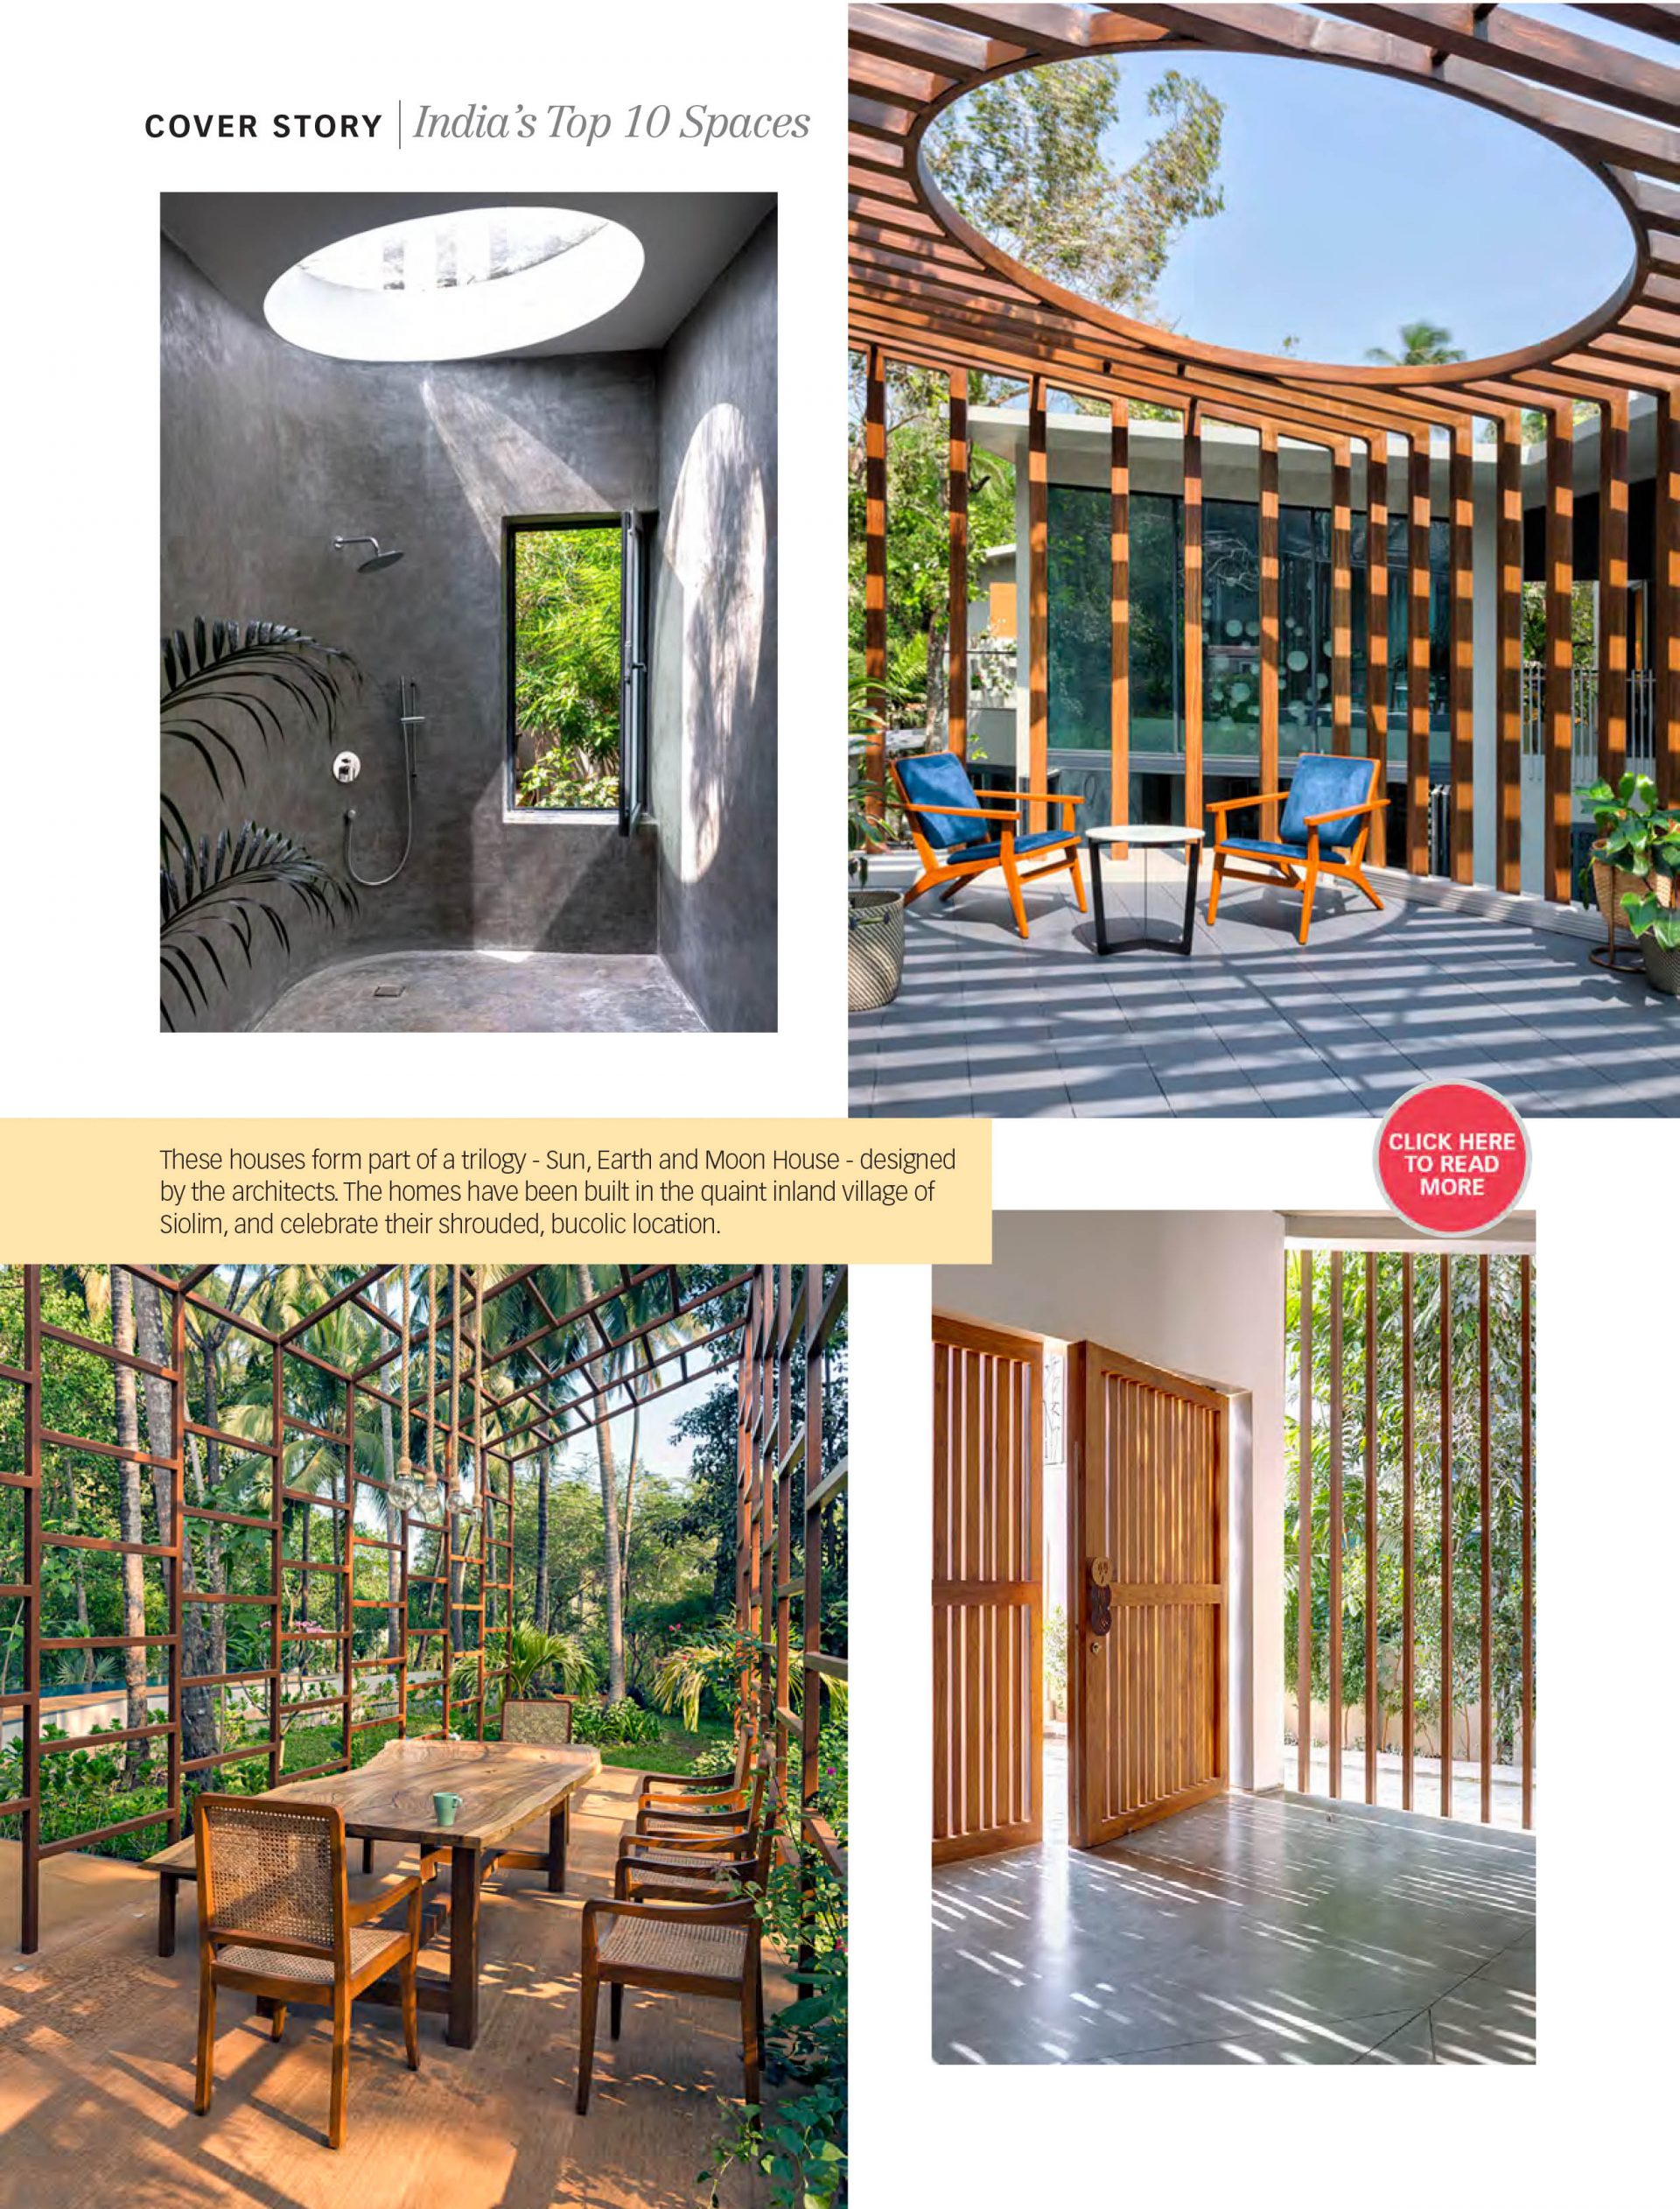 COVER STORY | India's Top 10 Spaces
These houses form part of a trilogy - Sun, Earth and Moon House - designed
by the architects. The homes have been built in the quaint inland village of
Siolim, and celebrate their shrouded, bucolic location.
CLICK HERE
TO READ
MORE